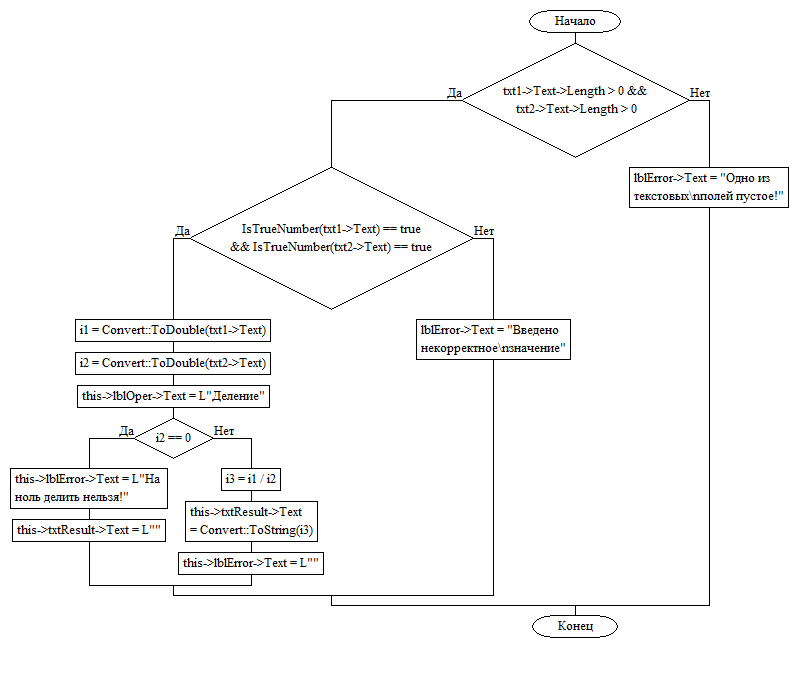 Начало
txt1->Text->Length > 0 &&
txt2->Text->Length > 0
Да
Нет
lblError->Text = "Одно из
текстовых\nполей пустое!"
IsTrueNumber(txt1->Text) == true
&& IsTrueNumber(txt2->Text) == true
Да
Нет
i1 = Convert::ToDouble(txt1->Text)
lblError->Text = "Введено
некорректное\nзначение"
i2 = Convert::ToDouble(txt2->Text)
this->lblOper->Text = L"Деление"
i2 == 0
Да
Нет
this->lblError->Text = L"На
ноль делить нельзя!"
this->txtResult->Text = L""
i3 = i1 / i2
this->txtResult->Text
= Convert::ToString(i3)
this->lblError->Text = L""
Конец